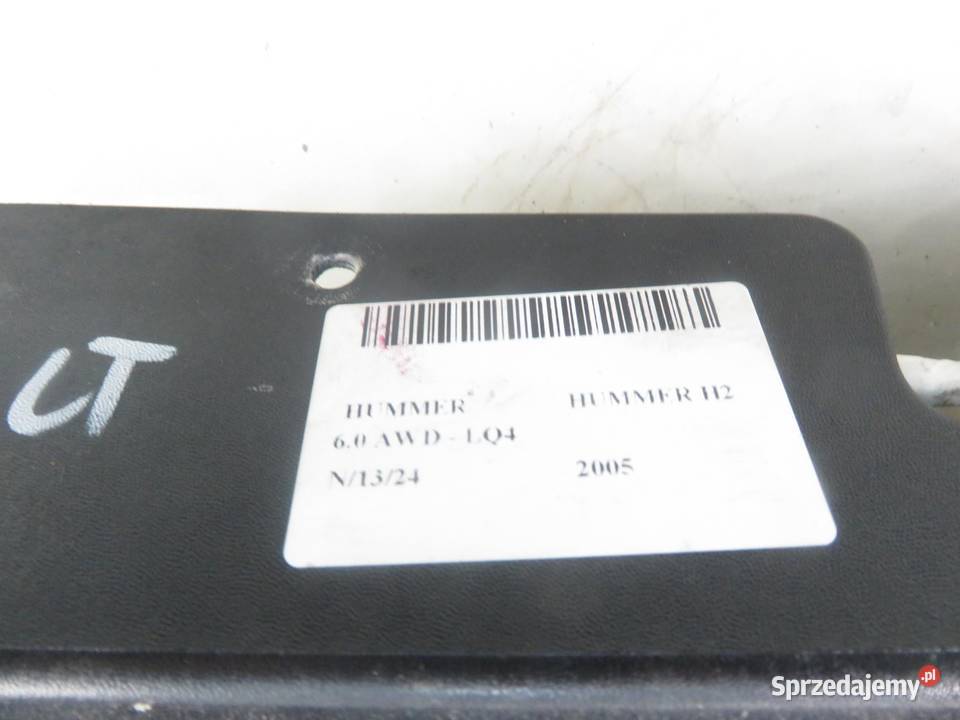 LT
HUMMER HUMMER H2
6.0 AWD - LQ4
N/13/24 2005
Sprzedajemy.pl